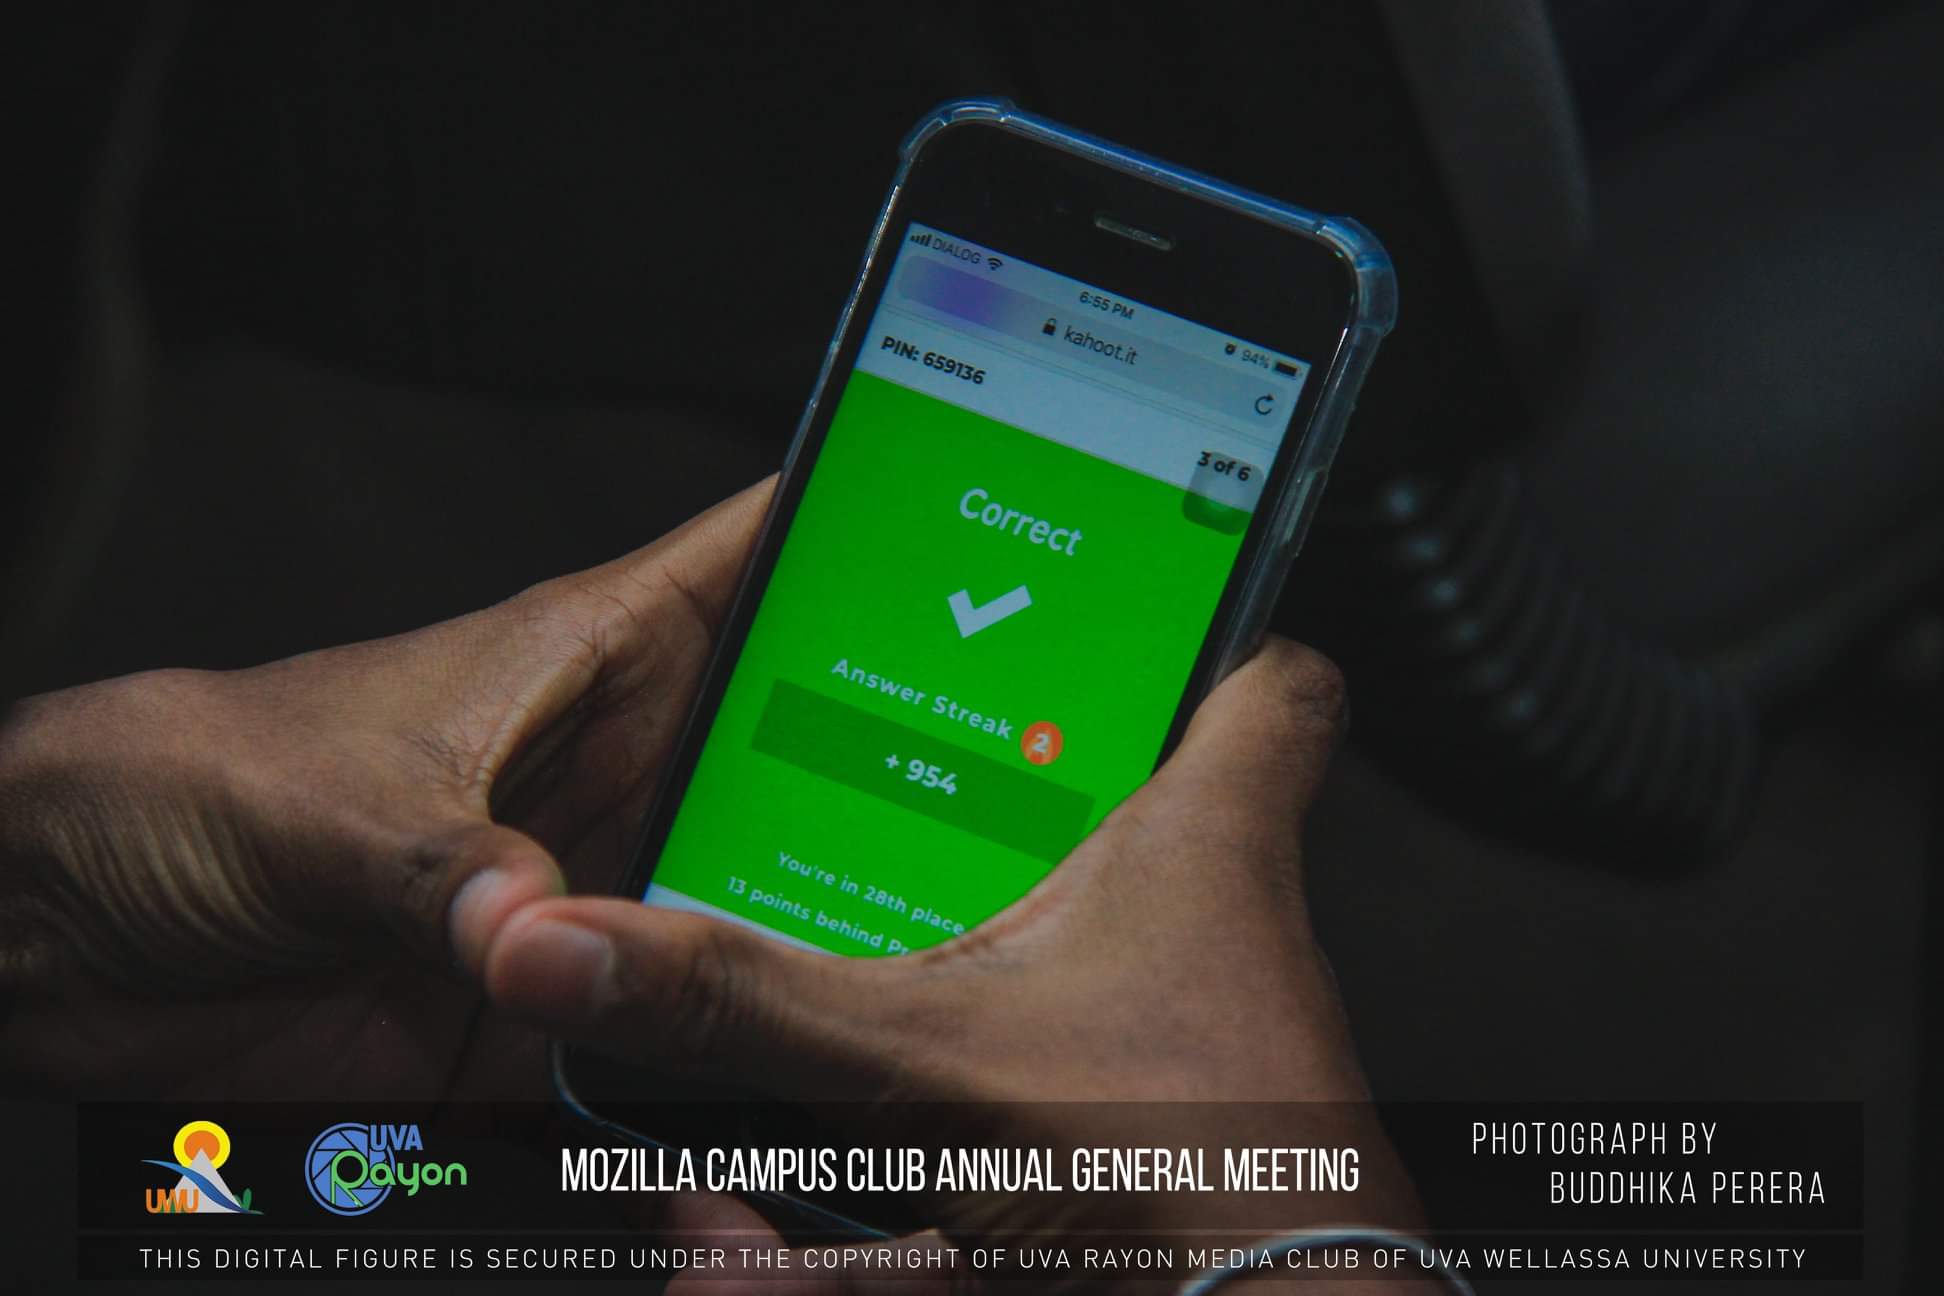 DIALOG
6:55 PM
94%
kahoot.it
PIN: 659136
3 of 6
Correct
Answer Streak 2
+ 954
You're in 28th place
13 points behind
UWU
UVA
Rayon
MOZILLA CAMPUS CLUB ANNUAL GENERAL MEETING
PHOTOGRAPH BY
BUDDHIKA PERERA
THIS DIGITAL FIGURE IS SECURED UNDER THE COPYRIGHT OF UVA RAYON MEDIA CLUB OF UVA WELLASSA UNIVERSITY